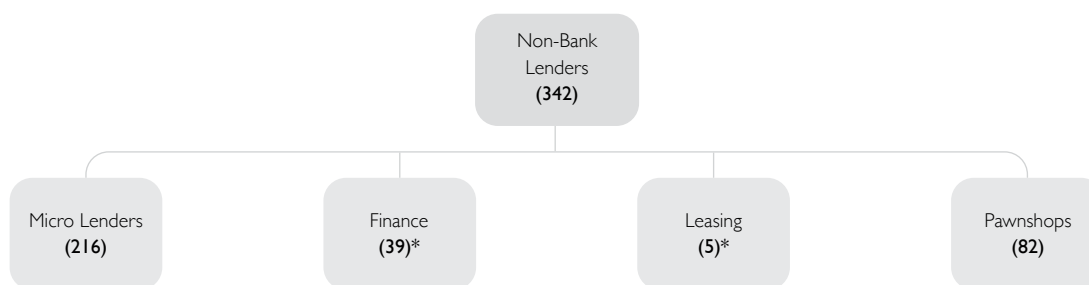 Non-Bank
Lenders
(342)
Micro Lenders
(216)
Finance
(39)*
Leasing
(5)*
Pawnshops
(82)